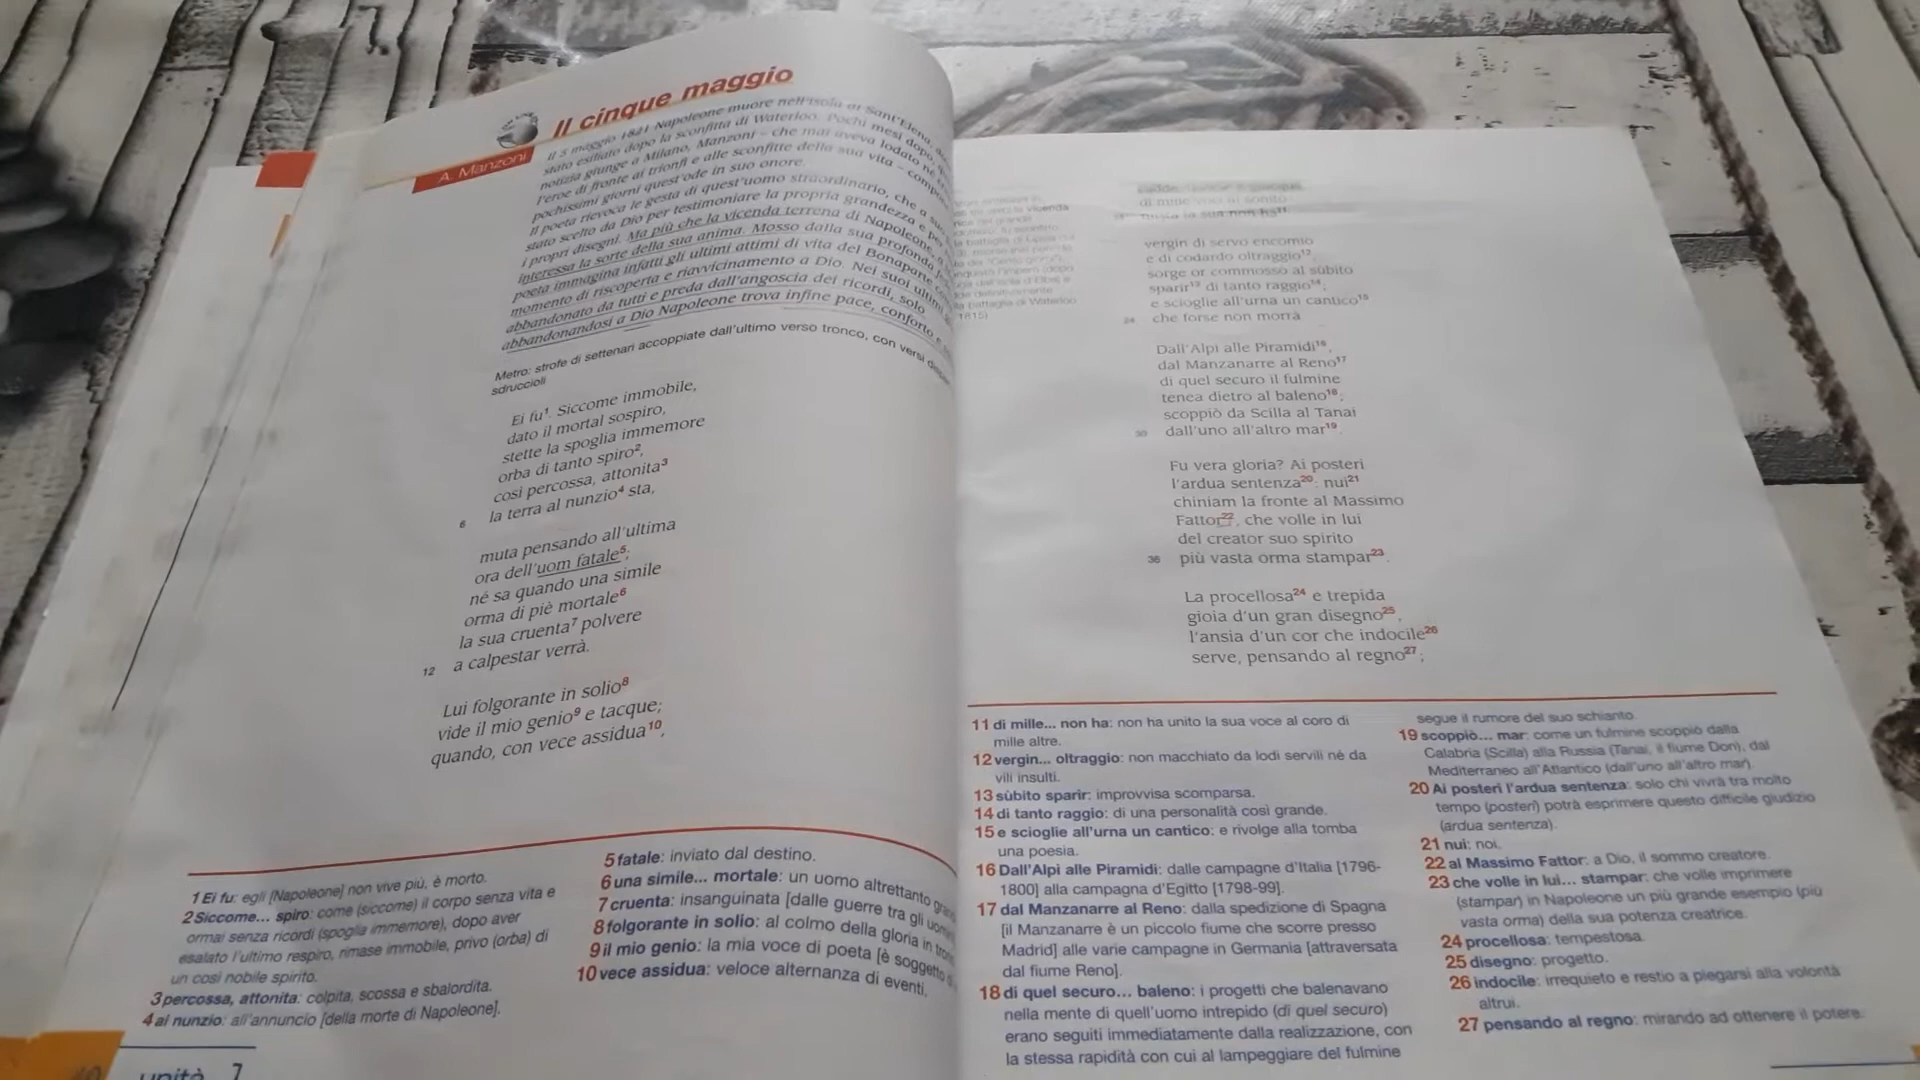 Il cinque maggio
A. Manzoni
Il 5 maggio 1821 Napoleone muore nell'isola di Sant'Elena,
stato esiliato dopo la sconfitta di Waterloo. Pochi mesi dopo,
notizia giunge a Milano, Manzoni – che mai aveva lodato né
l'eroe di fronte ai trionfi e alle sconfitte della sua vita –
pochissimi giorni quest'ode in suo onore.
Il poeta rievoca le gesta di quest'uomo straordinario, che a
stato scelto da Dio per testimoniare la propria grandezza e per
i propri disegni. Ma più che la vicenda terrena di Napoleone,
interessa la sorte della sua anima. Mosso dalla sua profonda
poeta immagina infatti gli ultimi attimi di vita del Bonaparte
momento di riscoperta e riavvicinamento a Dio. Nei suoi ultimi
abbandonato da tutti e preda dall'angoscia dei ricordi, solo
abbandonandosi a Dio Napoleone trova infine pace, conforto e
Metro: strofe di settenari accoppiate dall'ultimo verso tronco, con versi
sdruccioli
Ei fu1. Siccome immobile,
dato il mortal sospiro,
stette la spoglia immemore
orba di tanto spiro2,
così percossa, attonita3
6 la terra al nunzio4 sta,
muta pensando all'ultima
ora dell'uom fatale5;
né sa quando una simile
orma di piè mortale6
la sua cruenta7 polvere
12 a calpestar verrà.
Lui folgorante in solio8
vide il mio genio9 e tacque;
quando, con vece assidua10,
1 Ei fu: egli [Napoleone] non vive più, è morto.
2 Siccome... spiro: come (siccome) il corpo senza vita e
ormai senza ricordi (spoglia immemore), dopo aver
esalato l'ultimo respiro, rimase immobile, privo (orba) di
un così nobile spirito.
3 percossa, attonita: colpita, scossa e sbalordita.
4 al nunzio: all'annuncio [della morte di Napoleone].
5 fatale: inviato dal destino.
6 una simile... mortale: un uomo altrettanto
7 cruenta: insanguinata [dalle guerre tra gli uomini
8 folgorante in solio: al colmo della gloria in
9 il mio genio: la mia voce di poeta [è soggetto
10 vece assidua: veloce alternanza di eventi.
unità 7
la vicenda
battaglia di Waterloo
1815)
di mille voci al sonito
vergin di servo encomio
e di codardo oltraggio12,
sorge or commosso al sùbito
sparir13 di tanto raggio14;
e scioglie all'urna un cantico15
24 che forse non morrà
Dall'Alpi alle Piramidi16,
dal Manzanarre al Reno17
di quel securo il fulmine
tenea dietro al baleno18;
scoppiò da Scilla al Tanai
30 dall'uno all'altro mar19.
Fu vera gloria? Ai posteri
l'ardua sentenza20: nui21
chiniam la fronte al Massimo
Fattor22, che volle in lui
del creator suo spirito
36 più vasta orma stampar23.
La procellosa24 e trepida
gioia d'un gran disegno25,
l'ansia d'un cor che indocile26
serve, pensando al regno27;
11 di mille... non ha: non ha unito la sua voce al coro di
mille altre.
12 vergin... oltraggio: non macchiato da lodi servili né da
vili insulti.
13 sùbito sparir: improvvisa scomparsa.
14 di tanto raggio: di una personalità così grande.
15 e scioglie all'urna un cantico: e rivolge alla tomba
una poesia.
16 Dall'Alpi alle Piramidi: dalle campagne d'Italia [1796-
1800] alla campagna d'Egitto [1798-99].
17 dal Manzanarre al Reno: dalla spedizione di Spagna
[il Manzanarre è un piccolo fiume che scorre presso
Madrid] alle varie campagne in Germania [attraversata
dal fiume Reno].
18 di quel securo... baleno: i progetti che balenavano
nella mente di quell'uomo intrepido (di quel securo)
erano seguiti immediatamente dalla realizzazione, con
la stessa rapidità con cui al lampeggiare del fulmine
segue il rumore del suo schianto.
19 scoppiò... mar: come un fulmine scoppiò dalla
Calabria (Scilla) alla Russia (Tanai, il fiume Don), dal
Mediterraneo all'Atlantico (dall'uno all'altro mar).
20 Ai posteri l'ardua sentenza: solo chi vivrà tra molto
tempo (posteri) potrà esprimere questo difficile giudizio
(ardua sentenza).
21 nui: noi.
22 al Massimo Fattor: a Dio, il sommo creatore.
23 che volle in lui... stampar: che volle imprimere
(stampar) in Napoleone un più grande esempio (più
vasta orma) della sua potenza creatrice.
24 procellosa: tempestosa.
25 disegno: progetto.
26 indocile: irrequieto e restio a piegarsi alla volontà
altrui.
27 pensando al regno: mirando ad ottenere il potere.